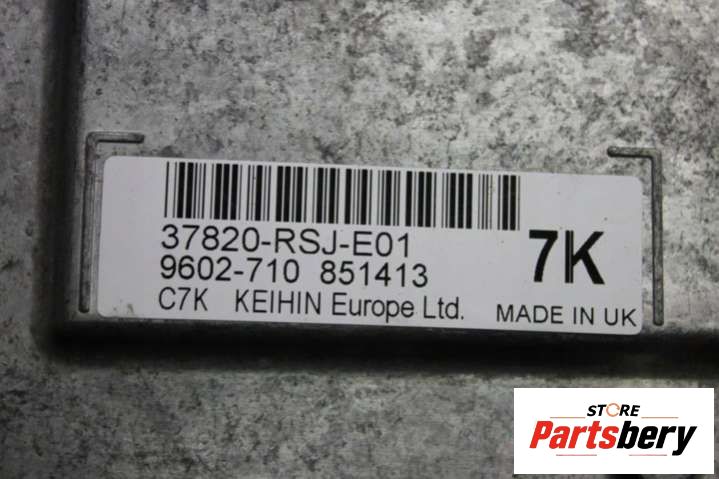 37820-RSJ-E01
9602-710 851413
7K
C7K KEIHIN Europe Ltd. MADE IN UK
STORE
Partsbery